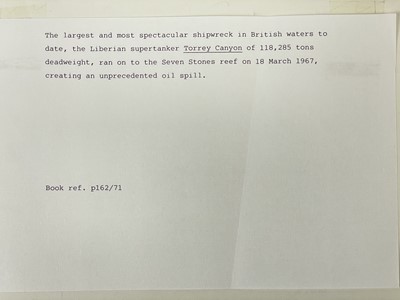 The largest and most spectacular shipwreck in British waters to
date, the Liberian supertanker Torrey Canyon of 118,285 tons
deadweight, ran on to the Seven Stones reef on 18 March 1967,
creating an unprecedented oil spill.
Book ref. p162/71